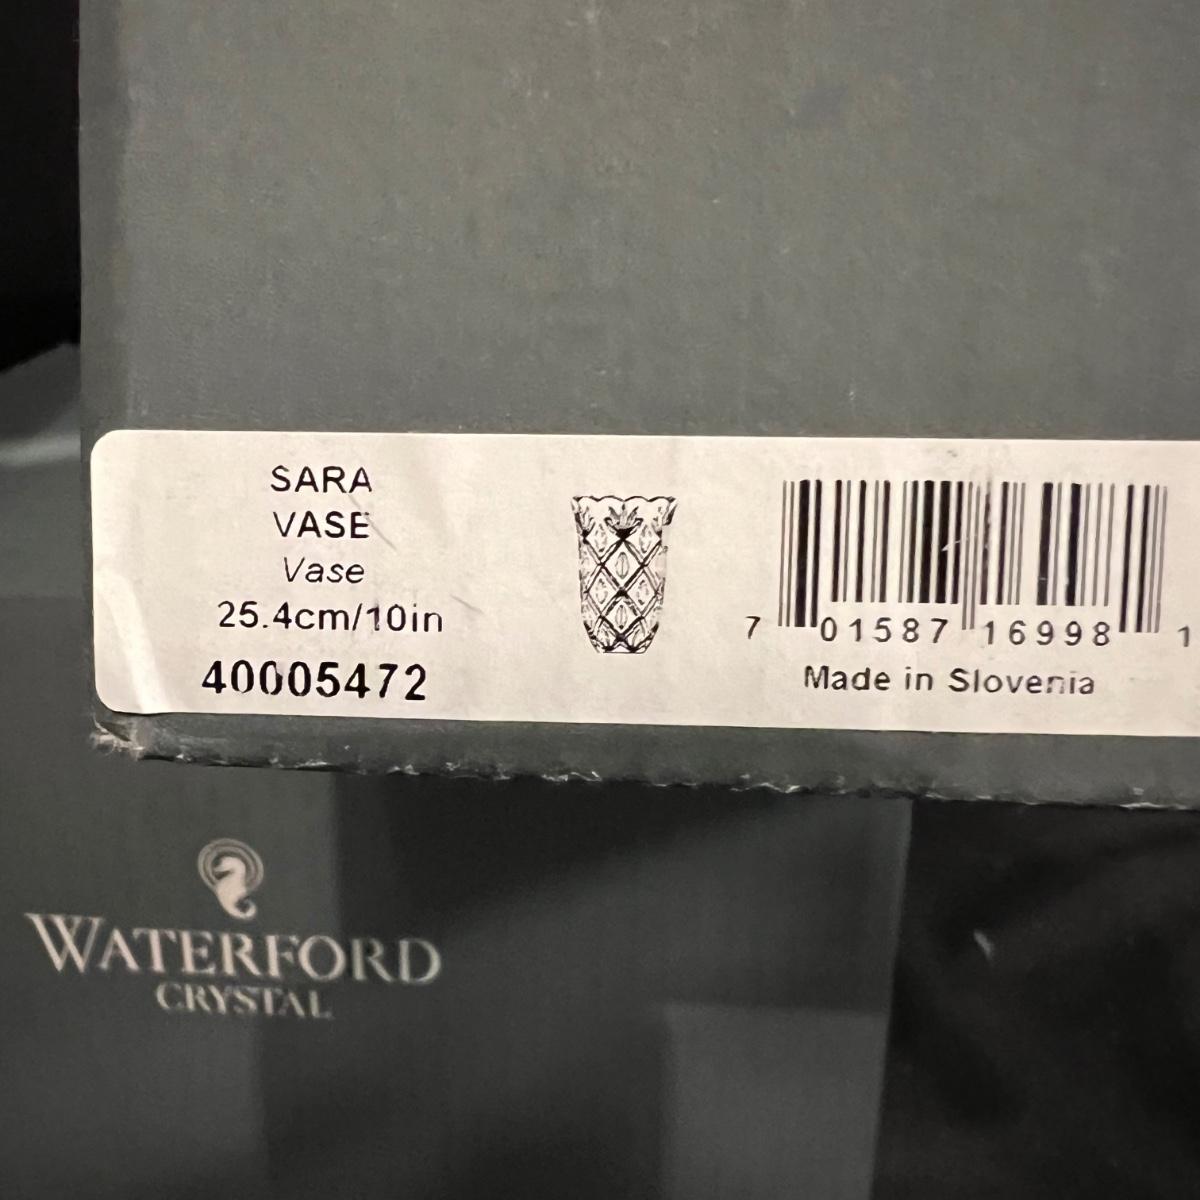 SARA
VASE
Vase
25.4cm/10in
40005472
7 01587 16998 1
Made in Slovenia
WATERFORD
CRYSTAL